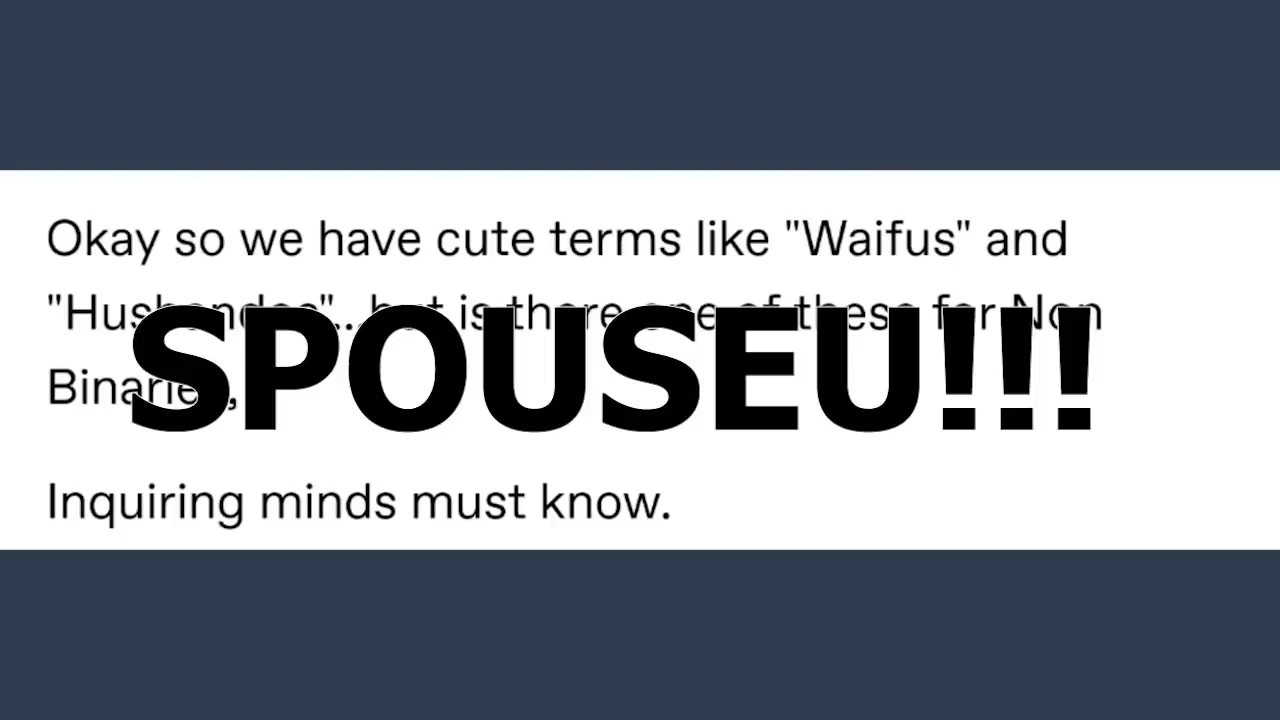 Okay so we have cute terms like "Waifus" and
"Husbandos"...but is there one of these for Non
Binaries,
SPOUSEU!!!
Inquiring minds must know.